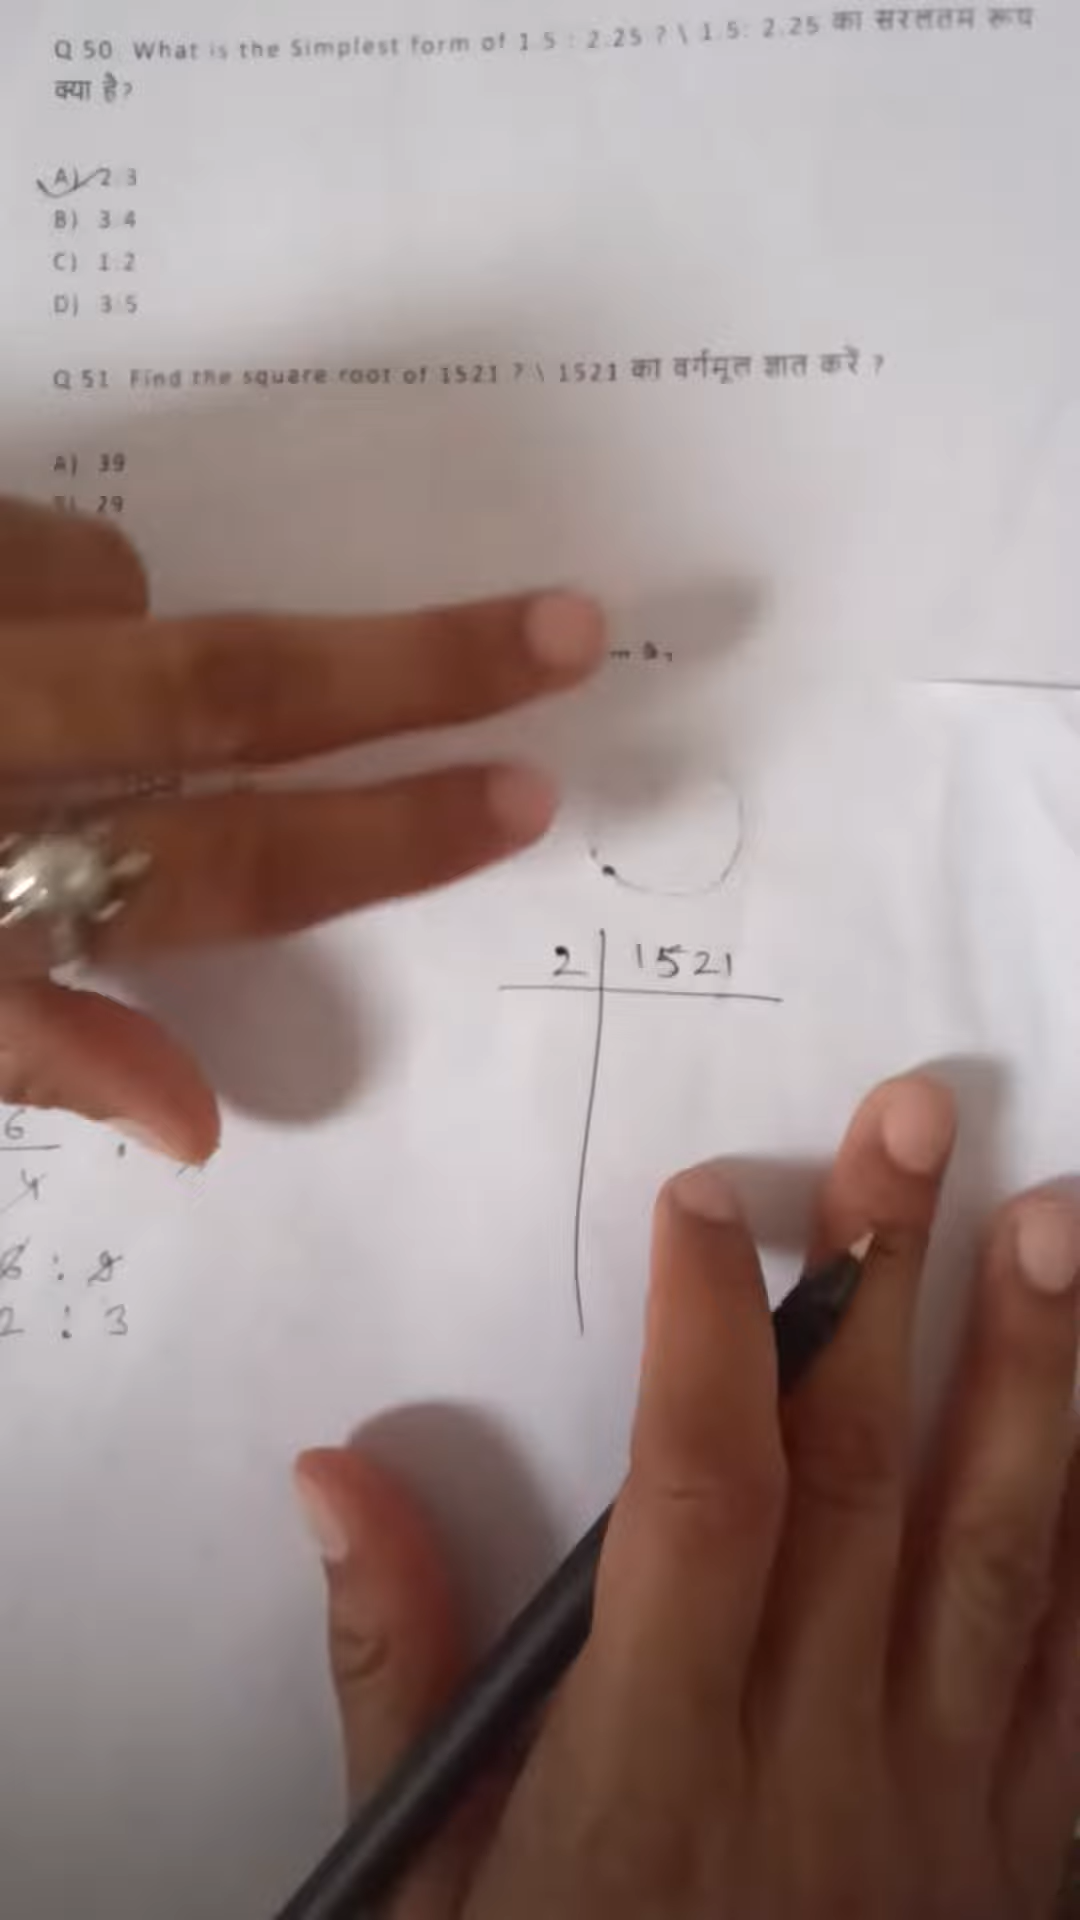 Q 50 What is the Simplest form of 1.5 : 2.25 ? \ 1.5: 2.25 का सरलतम रूप
क्या है?
A) 2:3
B) 3:4
C) 1:2
D) 3:5
Q 51 Find the square root of 1521 ? \ 1521 का वर्गमूल ज्ञात करें ?
A) 39
B) 29
2 1521
6
4
6 : 9
2 : 3